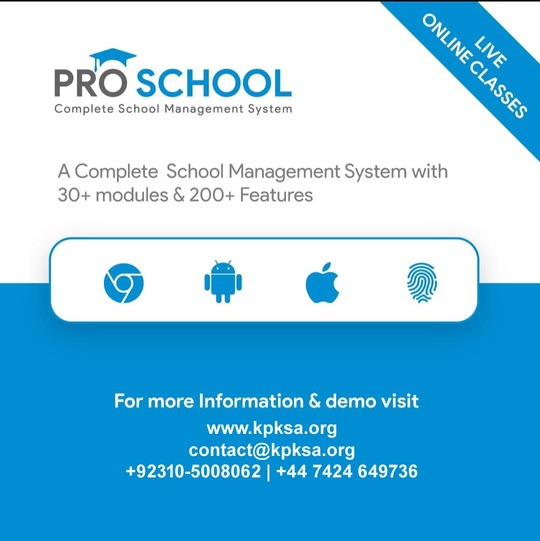 PRO SCHOOL
Complete School Management System
LIVE
ONLINE CLASSES
A Complete School Management System with
30+ modules & 200+ Features
For more Information & demo visit
www.kpksa.org
contact@kpksa.org
+92310-5008062 | +44 7424 649736